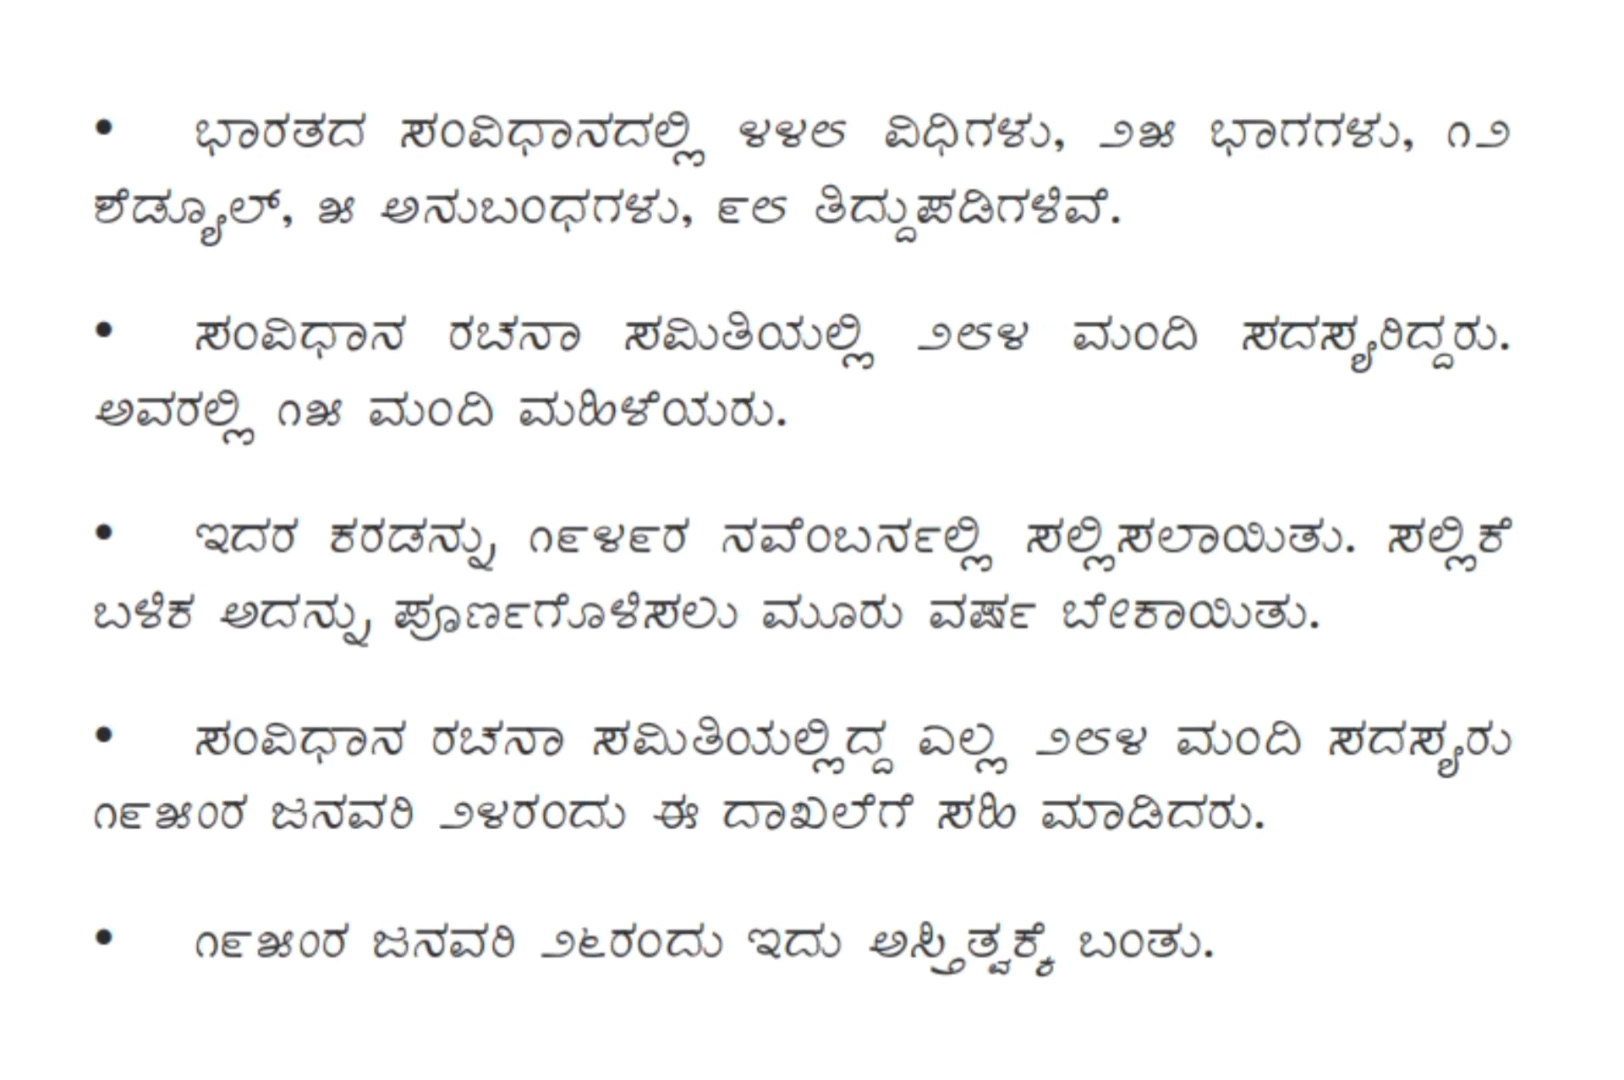 • ಭಾರತದ ಸಂವಿಧಾನದಲ್ಲಿ ೪೪೮ ವಿಧಿಗಳು, ೨೫ ಭಾಗಗಳು, ೧೨
ಶೆಡ್ಯೂಲ್, ೫ ಅನುಬಂಧಗಳು, ೯೮ ತಿದ್ದುಪಡಿಗಳಿವೆ.
• ಸಂವಿಧಾನ ರಚನಾ ಸಮಿತಿಯಲ್ಲಿ ೨೮೪ ಮಂದಿ ಸದಸ್ಯರಿದ್ದರು.
ಅವರಲ್ಲಿ ೧೫ ಮಂದಿ ಮಹಿಳೆಯರು.
• ಇದರ ಕರಡನ್ನು ೧೯೪೯ರ ನವೆಂಬರ್ನಲ್ಲಿ ಸಲ್ಲಿಸಲಾಯಿತು. ಸಲ್ಲಿಕೆ
ಬಳಿಕ ಅದನ್ನು ಪೂರ್ಣಗೊಳಿಸಲು ಮೂರು ವರ್ಷ ಬೇಕಾಯಿತು.
• ಸಂವಿಧಾನ ರಚನಾ ಸಮಿತಿಯಲ್ಲಿದ್ದ ಎಲ್ಲ ೨೮೪ ಮಂದಿ ಸದಸ್ಯರು
೧೯೫೦ರ ಜನವರಿ ೨೪ರಂದು ಈ ದಾಖಲೆಗೆ ಸಹಿ ಮಾಡಿದರು.
• ೧೯೫೦ರ ಜನವರಿ ೨೬ರಂದು ಇದು ಅಸ್ತಿತ್ವಕ್ಕೆ ಬಂತು.